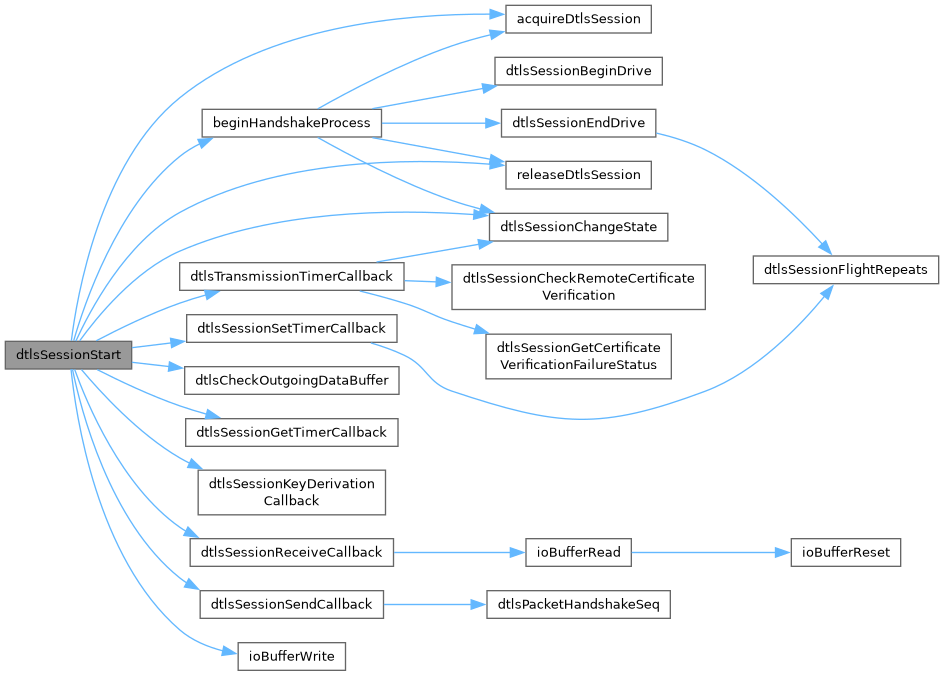 acquireDtlsSession
dtlsSessionBeginDrive
beginHandshakeProcess
dtlsSessionEndDrive
releaseDtlsSession
dtlsSessionChangeState
dtlsSessionFlightRepeats
dtlsTransmissionTimerCallback
dtlsSessionCheckRemoteCertificate
Verification
dtlsSessionSetTimerCallback
dtlsSessionGetCertificate
VerificationFailureStatus
dtlsSessionStart
dtlsCheckOutgoingDataBuffer
dtlsSessionGetTimerCallback
dtlsSessionKeyDerivation
Callback
dtlsSessionReceiveCallback
ioBufferRead
ioBufferReset
dtlsSessionSendCallback
dtlsPacketHandshakeSeq
ioBufferWrite